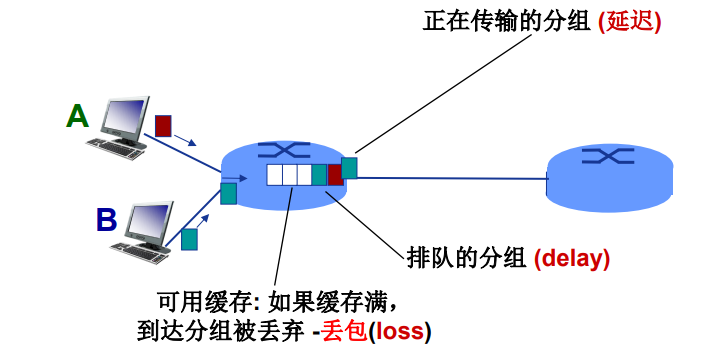 正在传输的分组 (延迟)
A
B
排队的分组 (delay)
可用缓存: 如果缓存满，
到达分组被丢弃 -丢包(loss)